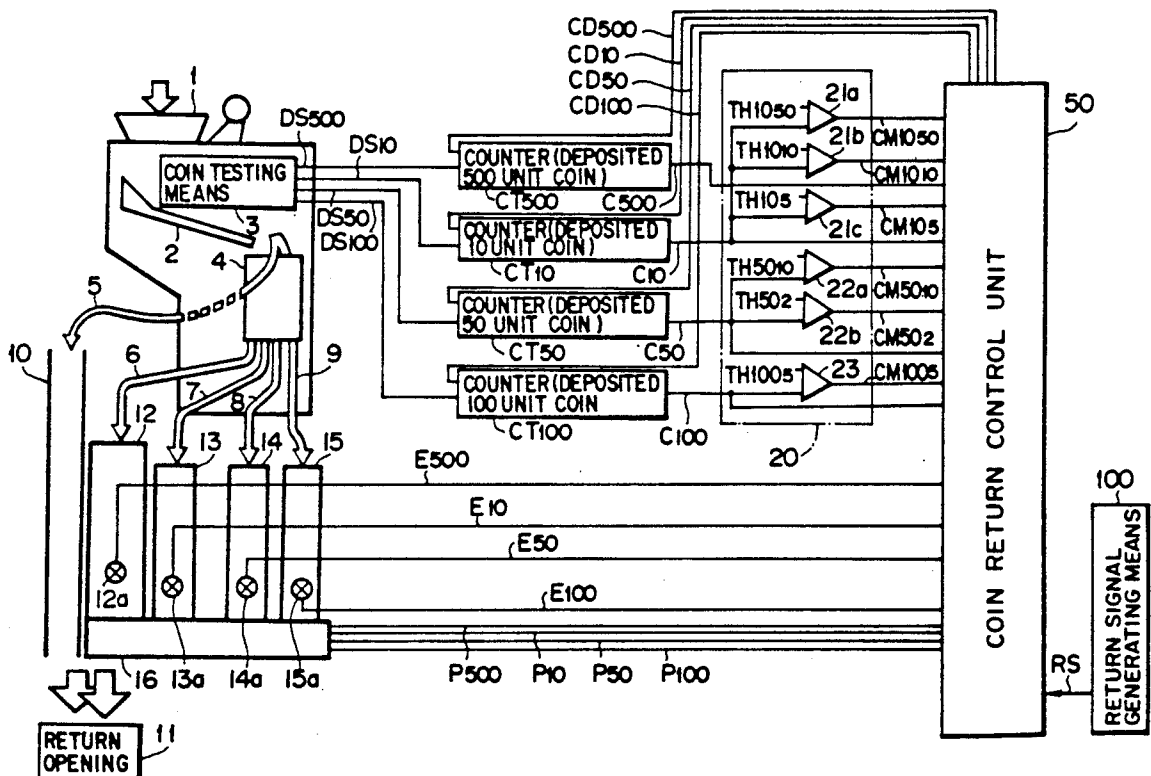 CD500
CD10
CD50
CD100
1
DS500
DS10
COIN TESTING
MEANS
3
2
DS50
DS100
4
5
COUNTER(DEPOSITED
500 UNIT COIN)
CT500
C500
COUNTER(DEPOSITED
10 UNIT COIN)
CT10
C10
COUNTER(DEPOSITED
50 UNIT COIN)
CT50
C50
COUNTER(DEPOSITED
100 UNIT COIN
CT100
C100
TH1050
21a
CM1050
TH1010
21b
CM1010
TH105
21c
CM105
TH5010
22a
CM5010
TH502
22b
CM502
TH1005
23
CM1005
20
COIN RETURN CONTROL UNIT
50
10
6
7
8
9
12
13
14
15
E500
E10
E50
E100
12a
13a
14a
15a
16
P500
P10
P50
P100
RS
100
RETURN SIGNAL
GENERATING MEANS
RETURN
OPENING
11